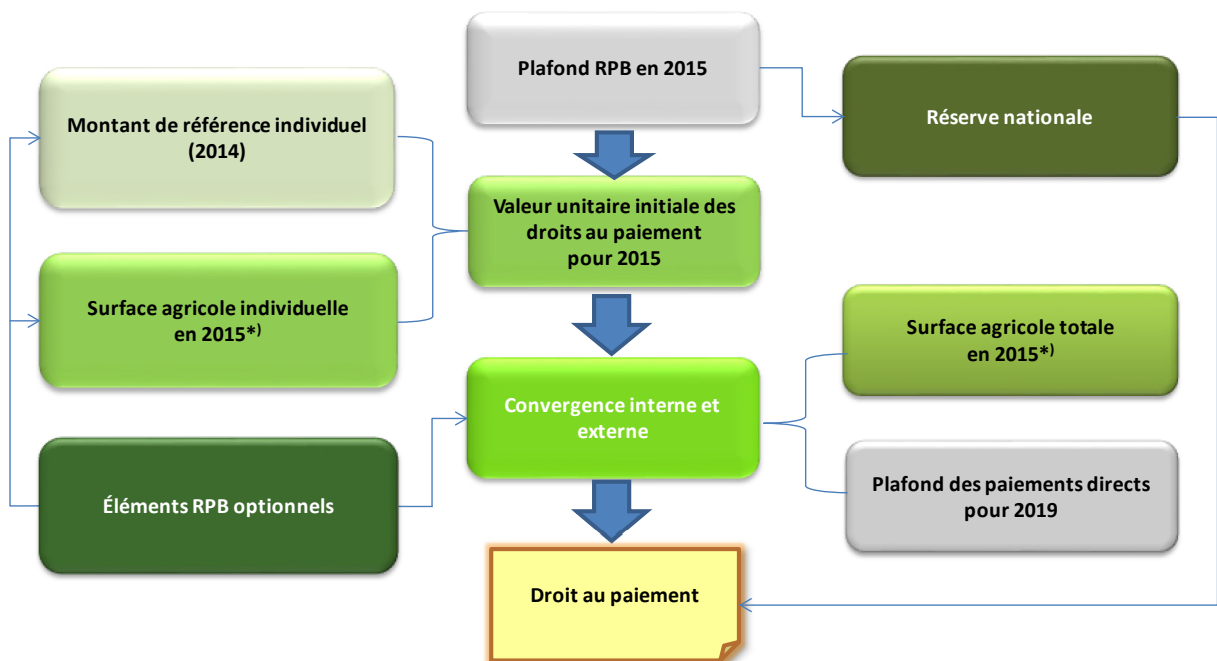 Plafond RPB en 2015
Réserve nationale
Montant de référence individuel
(2014)
Valeur unitaire initiale des
droits au paiement
pour 2015
Surface agricole individuelle
en 2015*)
Surface agricole totale
en 2015*)
Convergence interne et
externe
Éléments RPB optionnels
Plafond des paiements directs
pour 2019
Droit au paiement